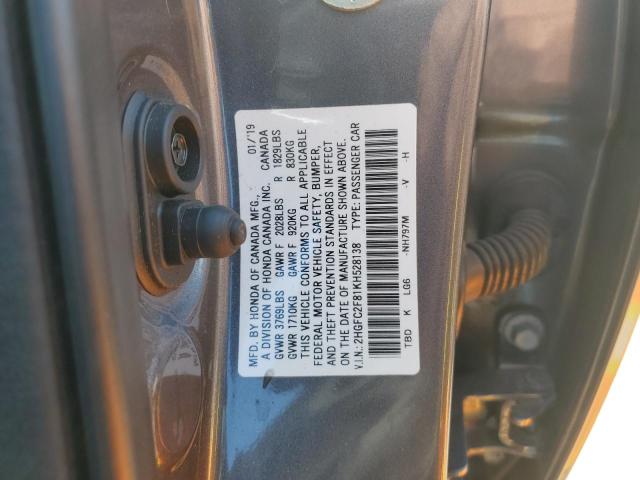 MFD. BY HONDA OF CANADA MFG., 01/'19
A DIVISION OF HONDA CANADA INC. CANADA
GVWR 3769LBS GAWR F 2028LBS R 1829LBS
GVWR 1710KG GAWR F 920KG R 830KG
THIS VEHICLE CONFORMS TO ALL APPLICABLE
FEDERAL MOTOR VEHICLE SAFETY, BUMPER,
AND THEFT PREVENTION STANDARDS IN EFFECT
ON THE DATE OF MANUFACTURE SHOWN ABOVE.
V.I.N.: 2HGFC2F81KH528138 TYPE: PASSENGER CAR
TBD K LG6 -NH797M -V -H